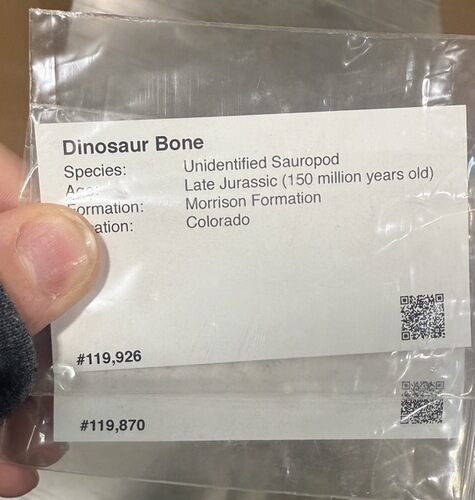 Dinosaur Bone
Species: Unidentified Sauropod
Late Jurassic (150 million years old)
Formation: Morrison Formation
ation: Colorado
#119,926
#119,870